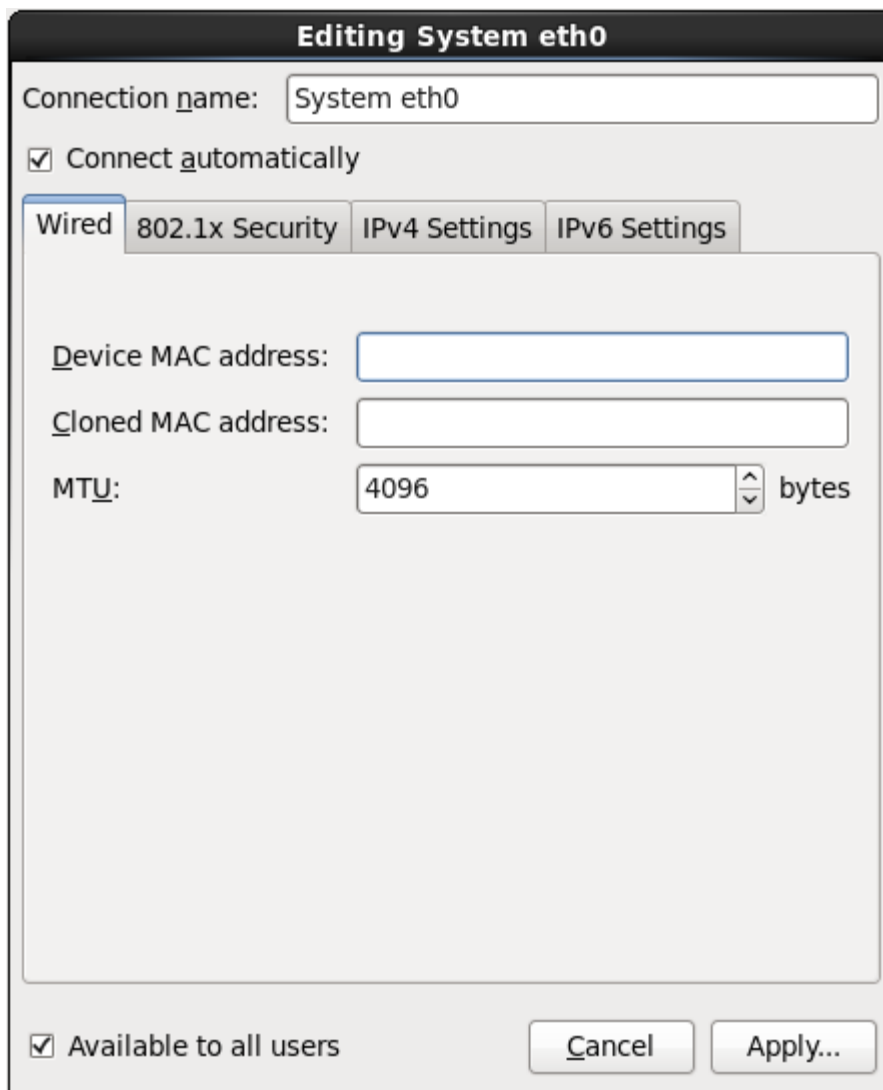 Editing System eth0
Connection name: System eth0
Connect automatically
Wired 802.1x Security IPv4 Settings IPv6 Settings
Device MAC address:
Cloned MAC address:
MTU: 4096 bytes
Available to all users Cancel Apply...